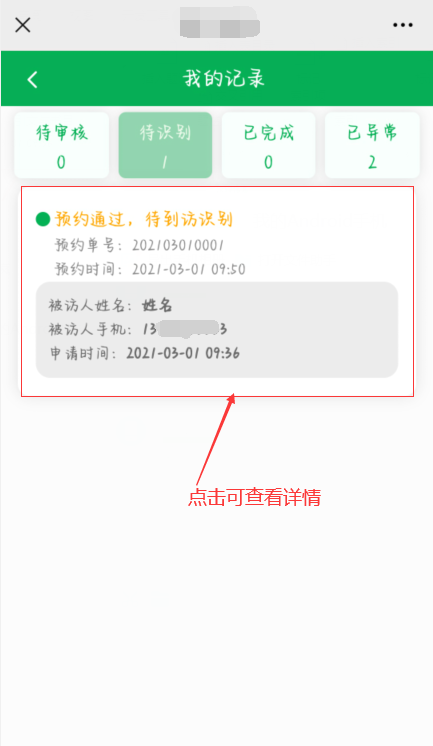 我的记录
待审核 待识别 已完成 已异常
0 1 0 2
预约通过，待到访识别
预约单号：202103010001
预约时间：2021-03-01 09:50
被访人姓名：姓名
被访人手机：13 3
申请时间：2021-03-01 09:36
点击可查看详情